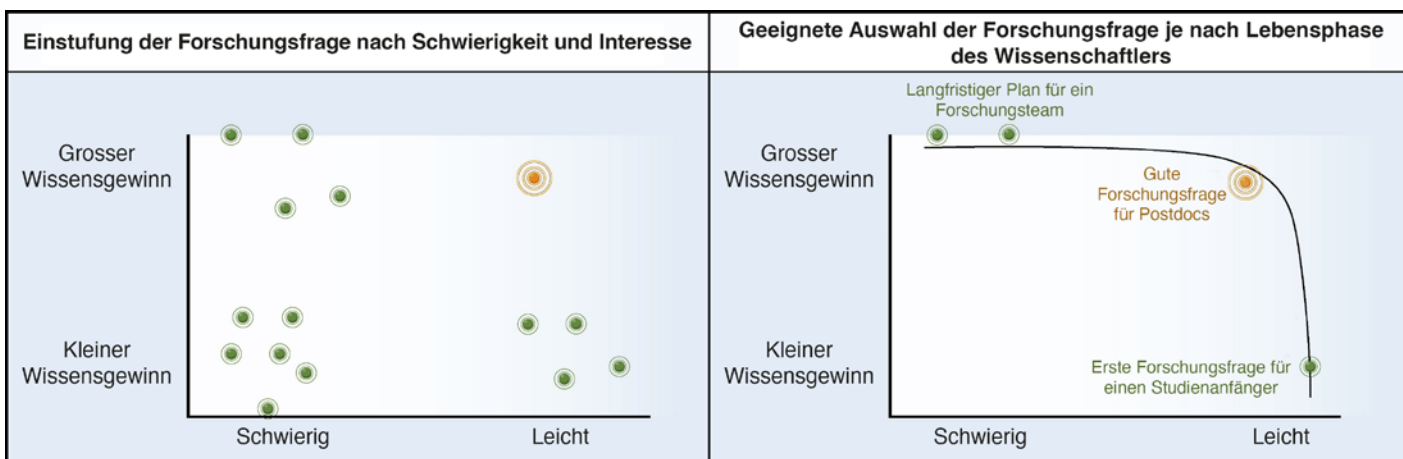 Einstufung der Forschungsfrage nach Schwierigkeit und Interesse
Grosser
Wissensgewinn
Kleiner
Wissensgewinn
Schwierig
Leicht
Geeignete Auswahl der Forschungsfrage je nach Lebensphase
des Wissenschaftlers
Langfristiger Plan für ein
Forschungsteam
Grosser
Wissensgewinn
Gute
Forschungsfrage
für Postdocs
Kleiner
Wissensgewinn
Erste Forschungsfrage für
einen Studienanfänger
Schwierig
Leicht